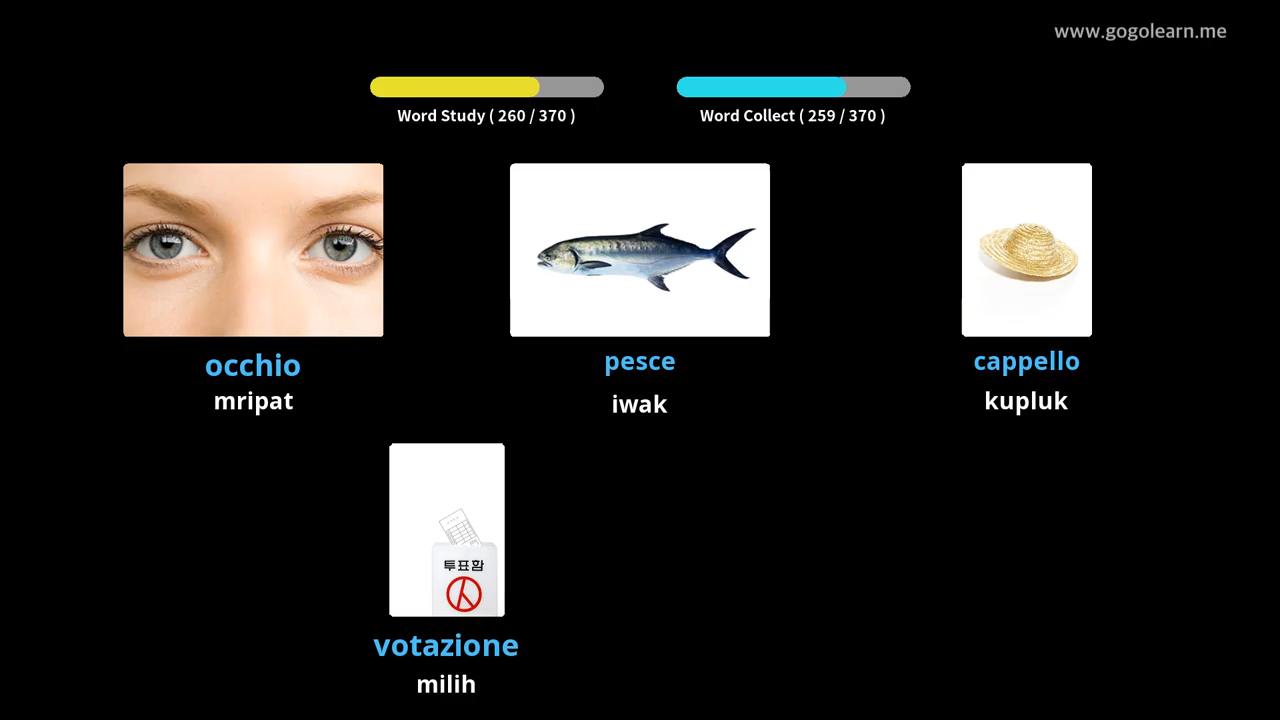 www.gogolearn.me
Word Study ( 260 / 370 )
Word Collect ( 259 / 370 )
occhio
mripat
pesce
iwak
cappello
kupluk
투표함
votazione
milih